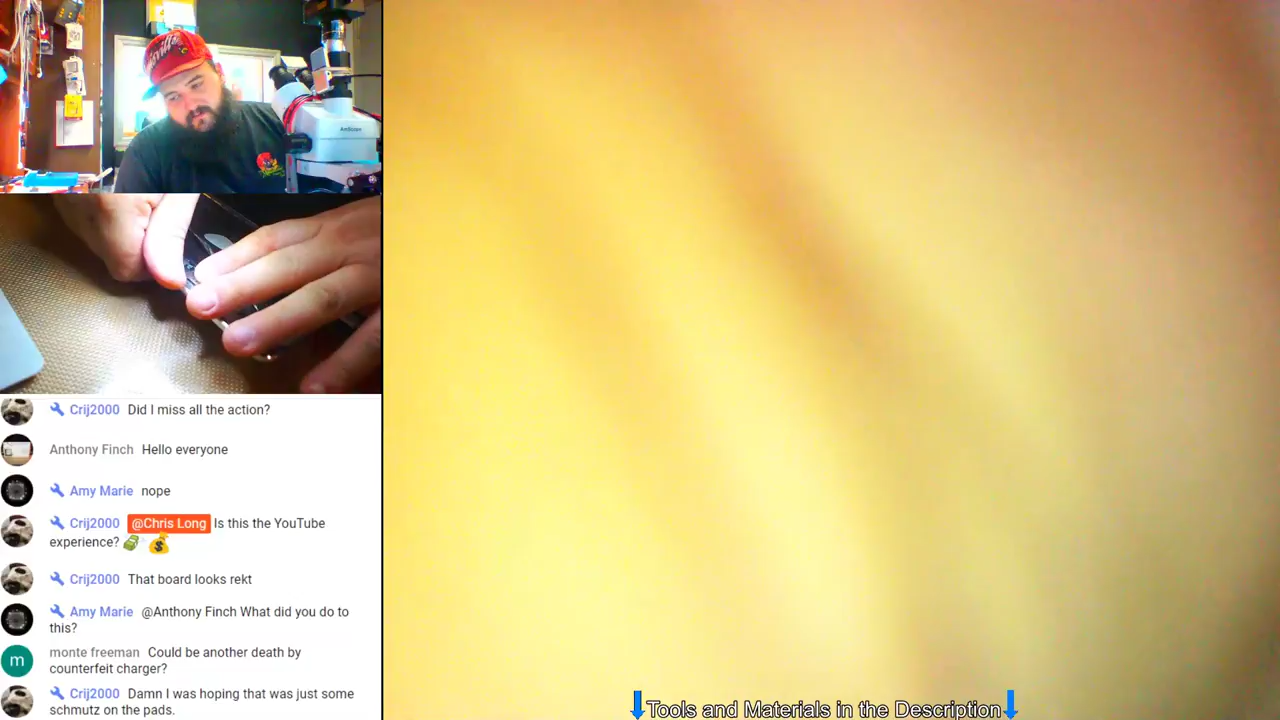 AmScope
Crij2000 Did I miss all the action?
Anthony Finch Hello everyone
Amy Marie nope
Crij2000 @Chris Long Is this the YouTube
experience?
Crij2000 That board looks rekt
Amy Marie @Anthony Finch What did you do to
this?
m monte freeman Could be another death by
counterfeit charger?
Crij2000 Damn I was hoping that was just some
schmutz on the pads.
Tools and Materials in the Description